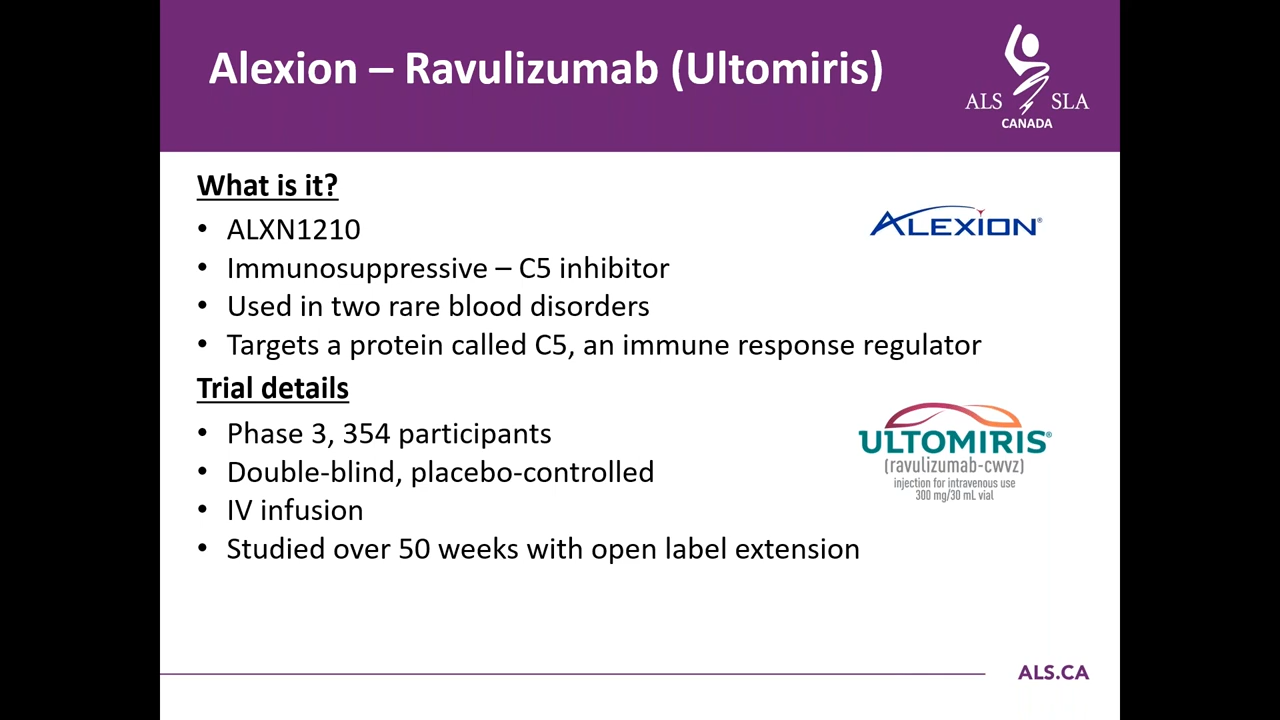 Alexion – Ravulizumab (Ultomiris)
ALS SLA
CANADA
What is it?
• ALXN1210
• Immunosuppressive – C5 inhibitor
• Used in two rare blood disorders
• Targets a protein called C5, an immune response regulator
ALEXION®
Trial details
• Phase 3, 354 participants
• Double-blind, placebo-controlled
• IV infusion
• Studied over 50 weeks with open label extension
ULTOMIRIS®
(ravulizumab-cwvz)
injection for intravenous use
300 mg/30 mL vial
ALS.CA